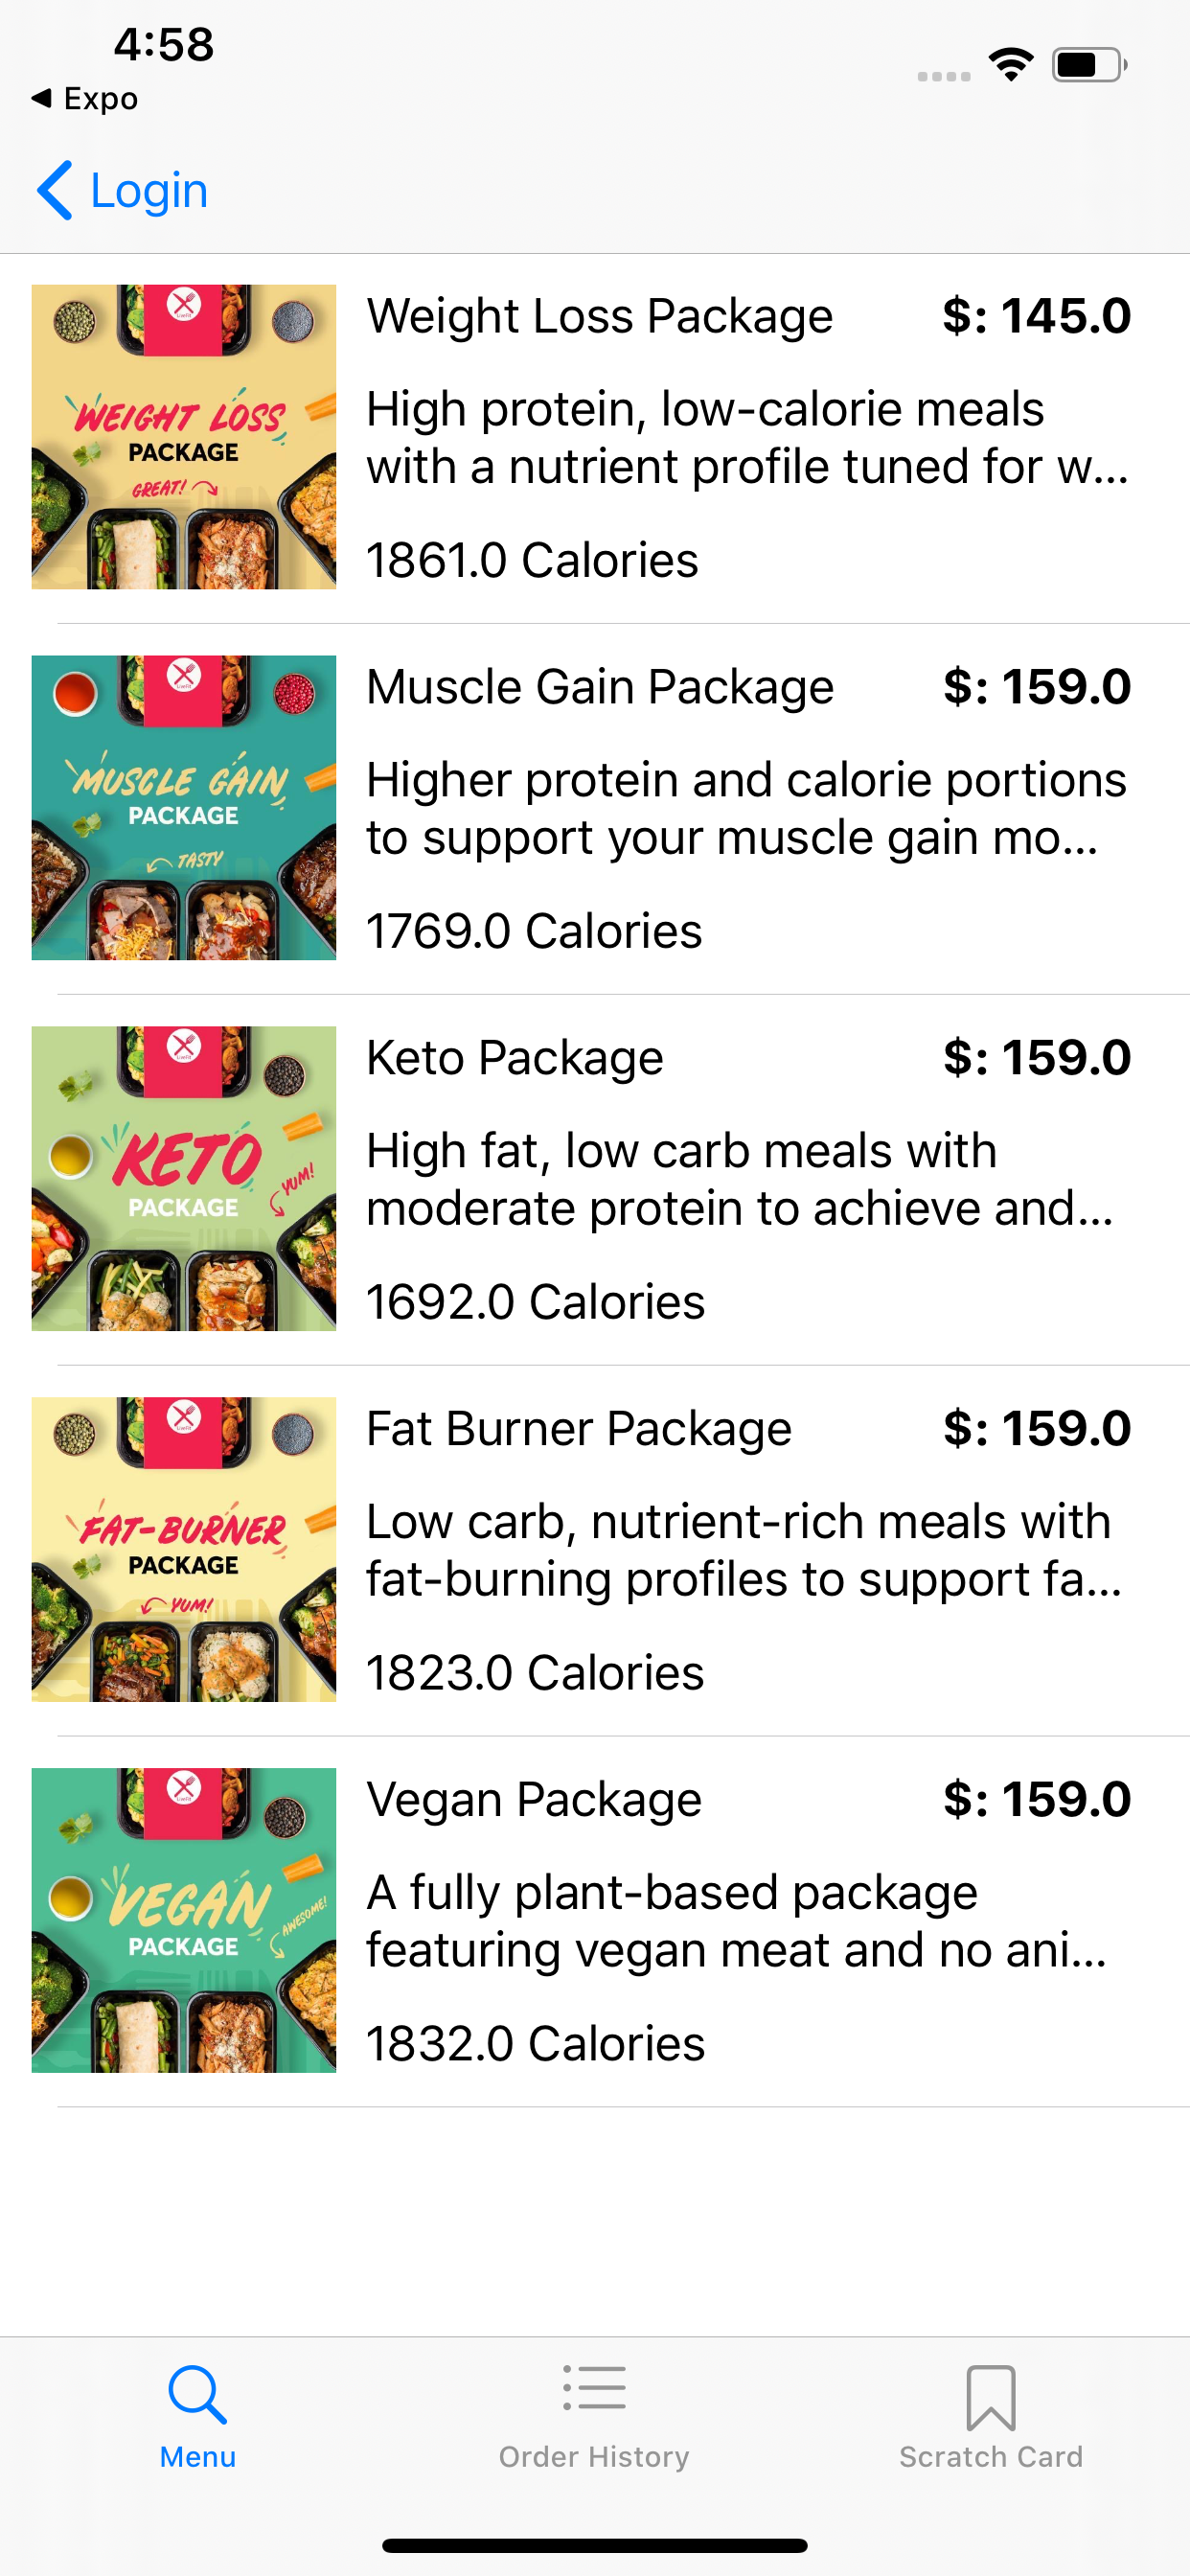 4:58
◀ Expo
Login
WEIGHT LOSS
PACKAGE
GREAT!
Weight Loss Package $: 145.0
High protein, low-calorie meals
with a nutrient profile tuned for w...
1861.0 Calories
MUSCLE GAIN
PACKAGE
TASTY
Muscle Gain Package $: 159.0
Higher protein and calorie portions
to support your muscle gain mo...
1769.0 Calories
KETO
PACKAGE
YUM!
Keto Package $: 159.0
High fat, low carb meals with
moderate protein to achieve and...
1692.0 Calories
FAT-BURNER
PACKAGE
YUM!
Fat Burner Package $: 159.0
Low carb, nutrient-rich meals with
fat-burning profiles to support fa...
1823.0 Calories
VEGAN
PACKAGE
AWESOME!
Vegan Package $: 159.0
A fully plant-based package
featuring vegan meat and no ani...
1832.0 Calories
Menu
Order History
Scratch Card